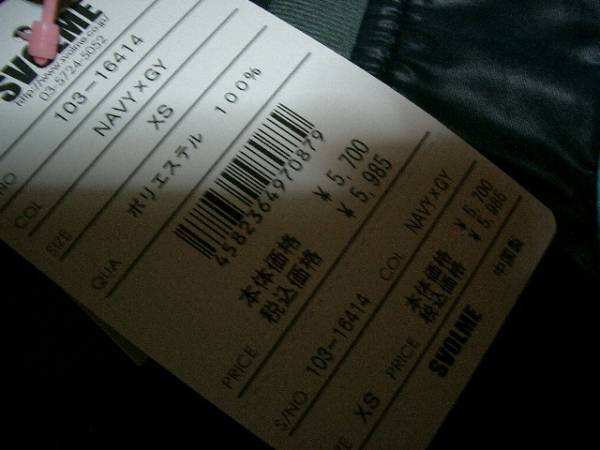 SVOLME
http://www.svolme.co.jp/
03-5724-5052
NO 103-16414
COL NAVY×GY
SIZE XS
QUA ポリエステル 100%
4582364970879
PRICE 本体価格 ¥ 5,700
税込価格 ¥ 5,985
S/NO 103-16414 COL NAVY×GY
XS PRICE 本体価格 ¥ 5,700
税込価格 ¥ 5,985
SVOLME 中国製